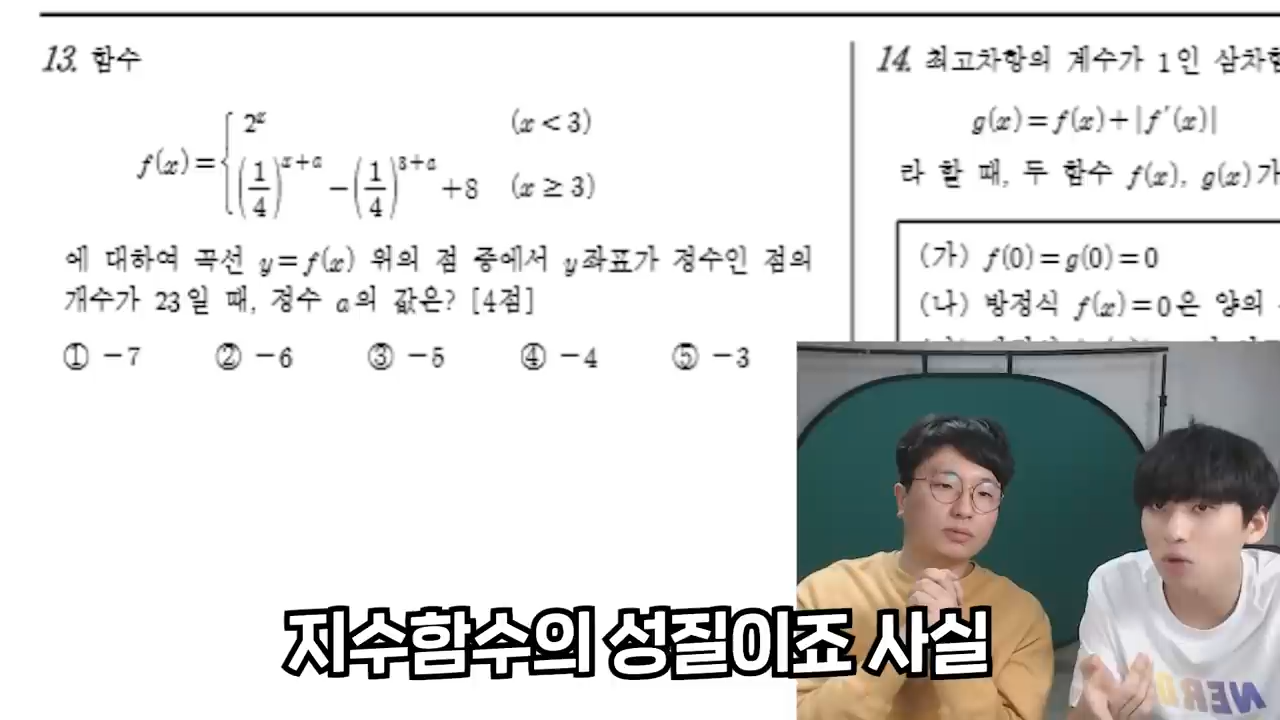 13. 함수
f(x)={ 2^x (x<3)
(1/4)^{x+a}-(1/4)^{3+a}+8 (x≥3)
에 대하여 곡선 y=f(x) 위의 점 중에서 y좌표가 정수인 점의
개수가 23일 때, 정수 a의 값은? [4점]
① -7 ② -6 ③ -5 ④ -4 ⑤ -3
14. 최고차항의 계수가 1인 삼차함
g(x)=f(x)+|f′(x)|
라 할 때, 두 함수 f(x), g(x)가
(가) f(0)=g(0)=0
(나) 방정식 f(x)=0은 양의
지수함수의 성질이죠 사실
NERD